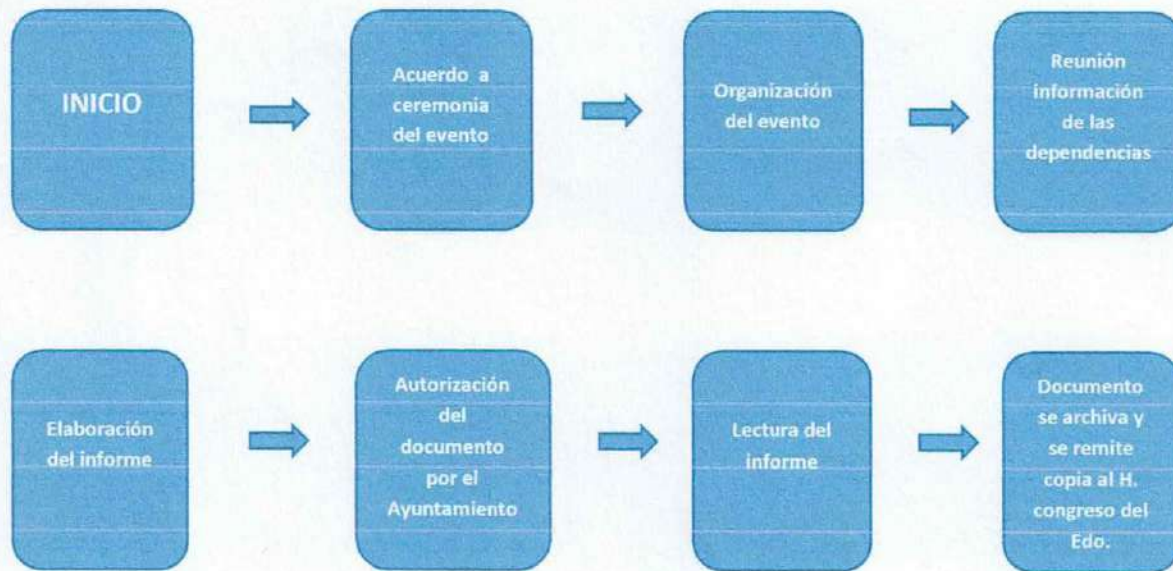 INICIO
Acuerdo a
ceremonia
del evento
Organización
del evento
Reunión
información
de las
dependencias
Elaboración
del informe
Autorización
del
documento
por el
Ayuntamiento
Lectura del
informe
Documento
se archiva y
se remite
copia al H.
congreso del
Edo.